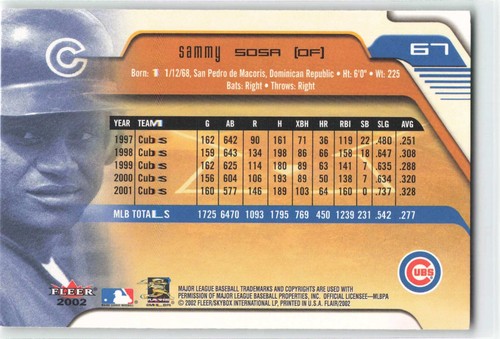 C
sammy SOSA [OF]
67
Born: 1/12/68, San Pedro de Macoris, Dominican Republic • Ht: 6'0" • Wt: 225
Bats: Right • Throws: Right
YEAR TEAM G AB R H XBH HR RBI SB SLG AVG
1997 Cubs 162 642 90 161 71 36 119 22 .480 .251
1998 Cubs 159 643 134 198 86 66 158 18 .647 .308
1999 Cubs 162 625 114 180 89 63 141 7 .635 .288
2000 Cubs 156 604 106 193 89 50 138 7 .634 .320
2001 Cubs 160 577 146 189 103 64 160 0 .737 .328
MLB TOTALS 1725 6470 1093 1795 769 450 1239 231 .542 .277
CUBS
FLEER
2002
MAJOR LEAGUE BASEBALL TRADEMARKS AND COPYRIGHTS ARE USED WITH
PERMISSION OF MAJOR LEAGUE BASEBALL PROPERTIES, INC. OFFICIAL LICENSEE—MLBPA
© 2002 FLEER/SKYBOX INTERNATIONAL LP, PRINTED IN U.S.A. FLAIR/2002